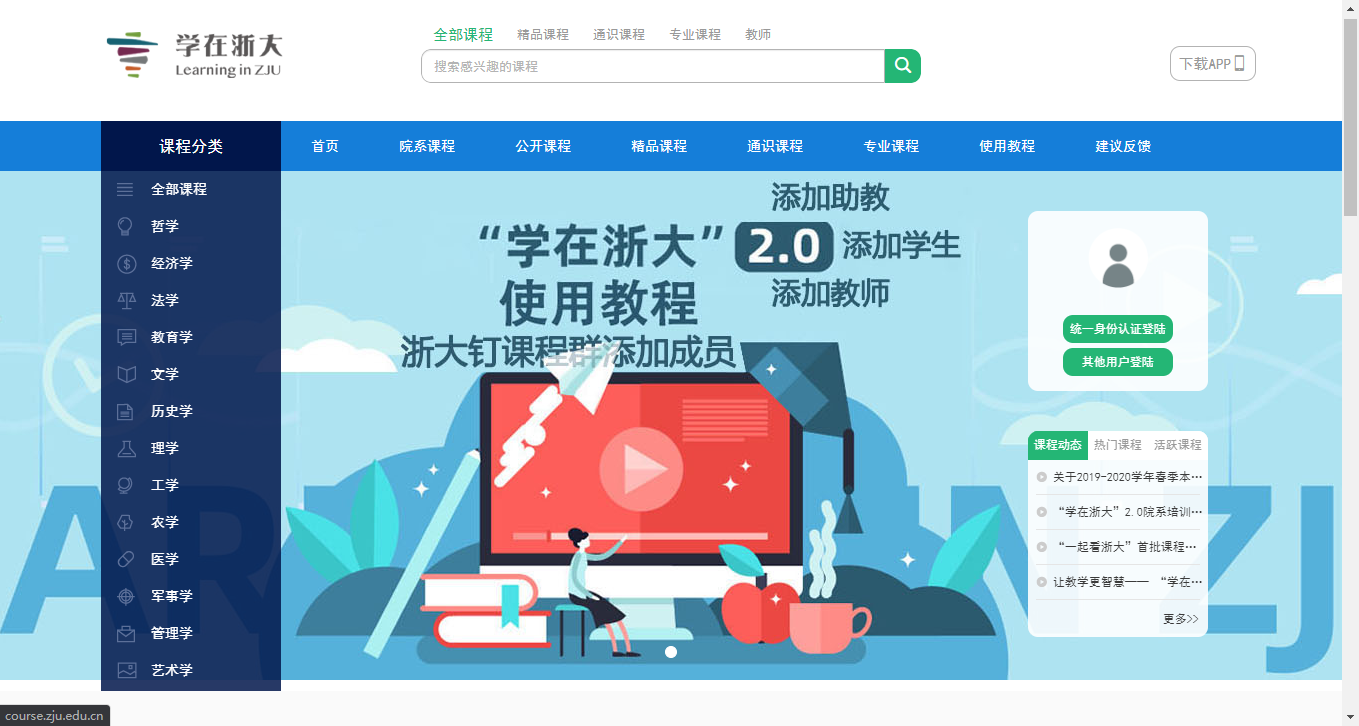 学在浙大
Learning in ZJU
全部课程 精品课程 通识课程 专业课程 教师
搜索感兴趣的课程
下载APP
课程分类 首页 院系课程 公开课程 精品课程 通识课程 专业课程 使用教程 建议反馈
全部课程
哲学
经济学
法学
教育学
文学
历史学
理学
工学
农学
医学
军事学
管理学
艺术学
添加助教
“学在浙大” 2.0 添加学生
使用教程 添加教师
浙大钉课程群添加成员
统一身份认证登陆
其他用户登陆
课程动态 热门课程 活跃课程
关于2019-2020学年春季本…
“学在浙大”2.0院系培训…
“一起看浙大”首批课程…
让教学更智慧—— “学在…
更多>>
course.zju.edu.cn